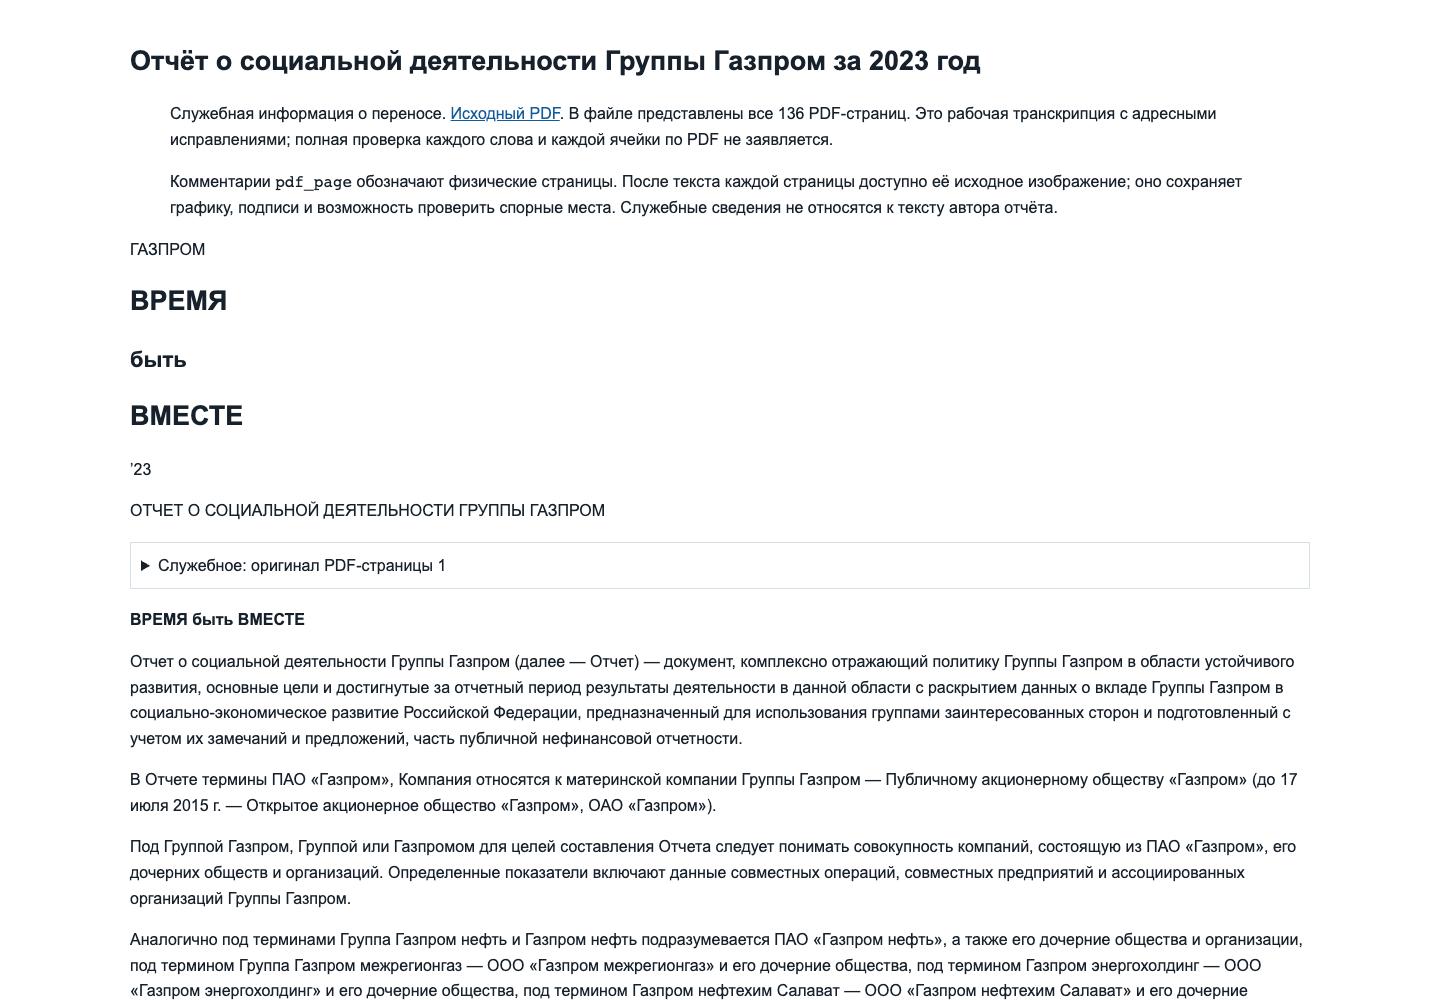 Отчёт о социальной деятельности Группы Газпром за 2023 год
Служебная информация о переносе. Исходный PDF. В файле представлены все 136 PDF-страниц. Это рабочая транскрипция с адресными
исправлениями; полная проверка каждого слова и каждой ячейки по PDF не заявляется.
Комментарии pdf_page обозначают физические страницы. После текста каждой страницы доступно её исходное изображение; оно сохраняет
графику, подписи и возможность проверить спорные места. Служебные сведения не относятся к тексту автора отчёта.
ГАЗПРОМ
ВРЕМЯ
быть
ВМЕСТЕ
’23
ОТЧЕТ О СОЦИАЛЬНОЙ ДЕЯТЕЛЬНОСТИ ГРУППЫ ГАЗПРОМ
Служебное: оригинал PDF-страницы 1
ВРЕМЯ быть ВМЕСТЕ
Отчет о социальной деятельности Группы Газпром (далее — Отчет) — документ, комплексно отражающий политику Группы Газпром в области устойчивого
развития, основные цели и достигнутые за отчетный период результаты деятельности в данной области с раскрытием данных о вкладе Группы Газпром в
социально-экономическое развитие Российской Федерации, предназначенный для использования группами заинтересованных сторон и подготовленный с
учетом их замечаний и предложений, часть публичной нефинансовой отчетности.
В Отчете термины ПАО «Газпром», Компания относятся к материнской компании Группы Газпром — Публичному акционерному обществу «Газпром» (до 17
июля 2015 г. — Открытое акционерное общество «Газпром», ОАО «Газпром»).
Под Группой Газпром, Группой или Газпромом для целей составления Отчета следует понимать совокупность компаний, состоящую из ПАО «Газпром», его
дочерних обществ и организаций. Определенные показатели включают данные совместных операций, совместных предприятий и ассоциированных
организаций Группы Газпром.
Аналогично под терминами Группа Газпром нефть и Газпром нефть подразумевается ПАО «Газпром нефть», а также его дочерние общества и организации,
под термином Группа Газпром межрегионгаз — ООО «Газпром межрегионгаз» и его дочерние общества, под термином Газпром энергохолдинг — ООО
«Газпром энергохолдинг» и его дочерние общества, под термином Газпром нефтехим Салават — ООО «Газпром нефтехим Салават» и его дочерние